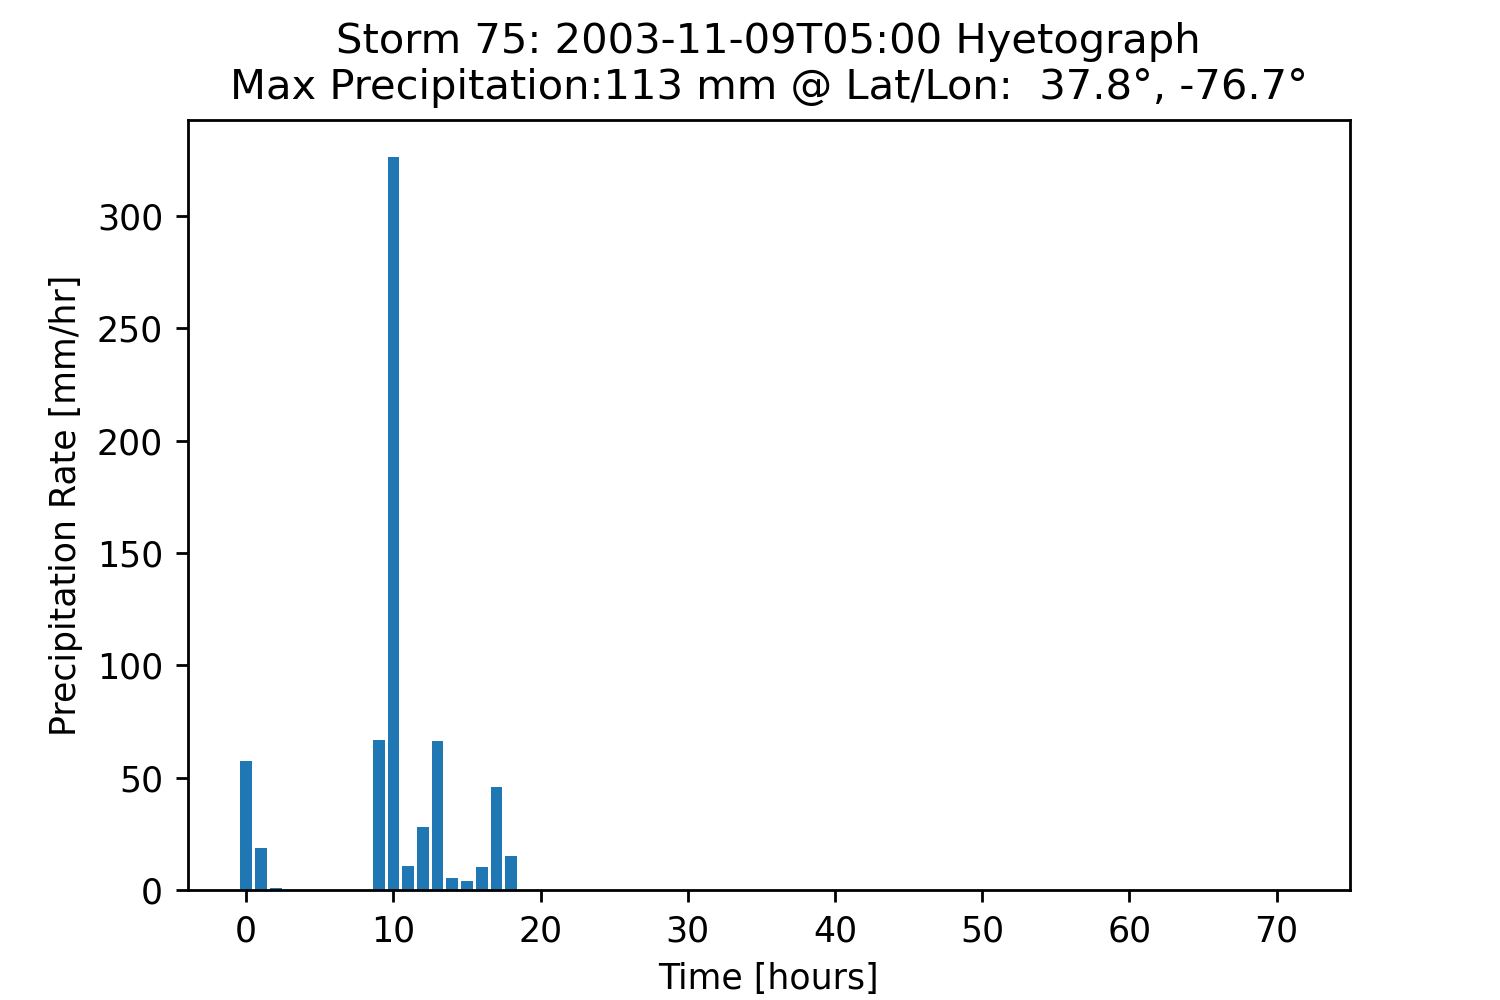 Storm 75: 2003-11-09T05:00 Hyetograph
Max Precipitation:113 mm @ Lat/Lon:  37.8°, -76.7°
Precipitation Rate [mm/hr]
300
250
200
150
100
50
0
0 10 20 30 40 50 60 70
Time [hours]